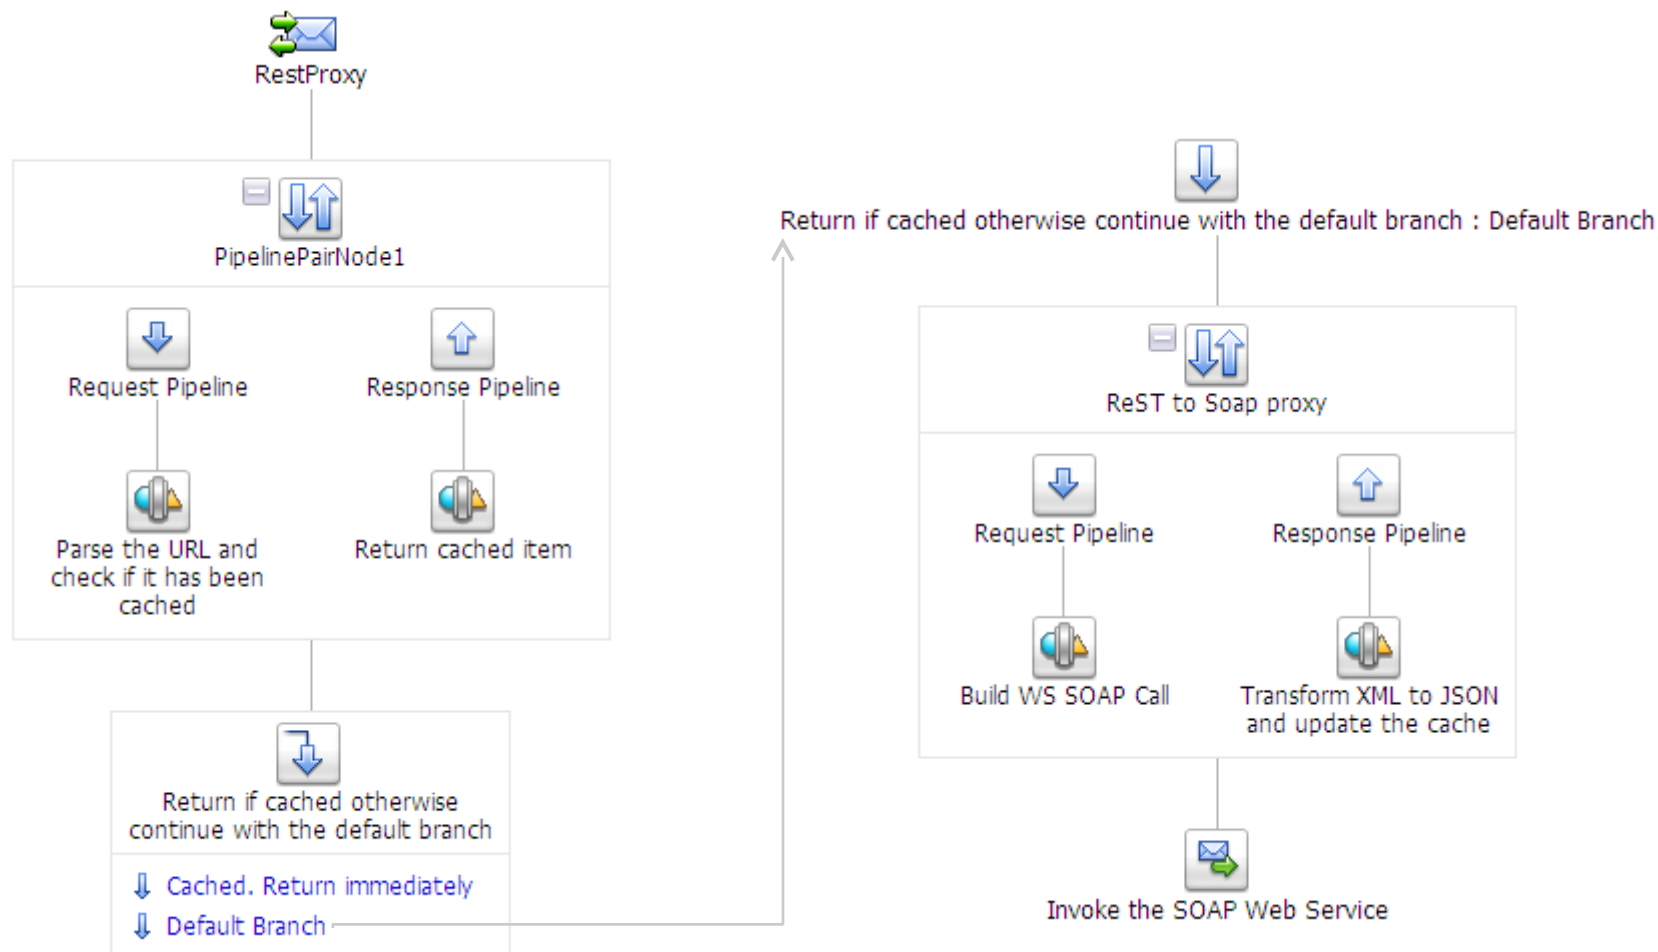 RestProxy
PipelinePairNode1
Request Pipeline
Response Pipeline
Parse the URL and
check if it has been
cached
Return cached item
Return if cached otherwise
continue with the default branch
Cached. Return immediately
Default Branch
Return if cached otherwise continue with the default branch : Default Branch
ReST to Soap proxy
Request Pipeline
Response Pipeline
Build WS SOAP Call
Transform XML to JSON
and update the cache
Invoke the SOAP Web Service